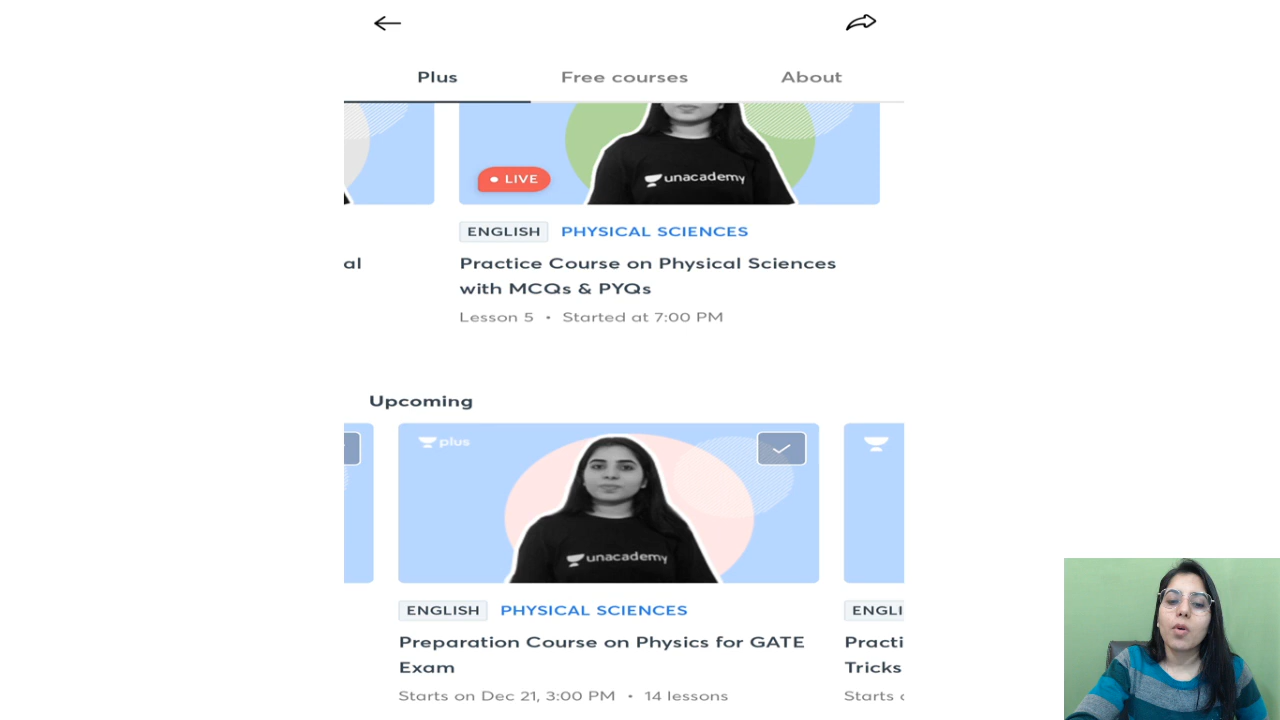 Plus Free courses About
unacademy
LIVE
ENGLISH PHYSICAL SCIENCES
al
Practice Course on Physical Sciences
with MCQs & PYQs
Lesson 5 • Started at 7:00 PM
Upcoming
plus
unacademy
ENGLISH PHYSICAL SCIENCES
Preparation Course on Physics for GATE
Exam
Starts on Dec 21, 3:00 PM • 14 lessons
ENGLI
Practi
Tricks
Starts